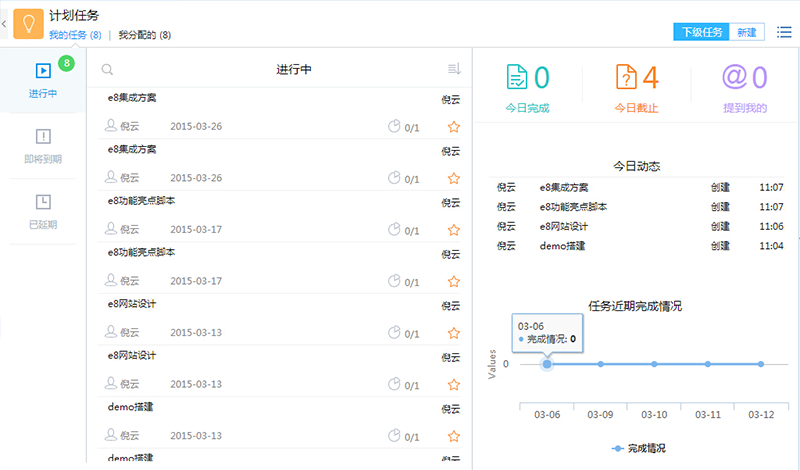 计划任务
我的任务 (8) | 我分配的 (8)
下级任务 新建
8
进行中
即将到期
已延期
进行中
e8集成方案 倪云
倪云 2015-03-26 0/1
e8集成方案 倪云
倪云 2015-03-26 0/1
e8功能亮点脚本 倪云
倪云 2015-03-17 0/1
e8功能亮点脚本 倪云
倪云 2015-03-17 0/1
e8网站设计 倪云
倪云 2015-03-13 0/1
e8网站设计 倪云
倪云 2015-03-13 0/1
demo搭建 倪云
倪云 2015-03-13 0/1
demo搭建 倪云
0 4 @0
今日完成 今日截止 提到我的
今日动态
倪云 e8集成方案 创建 11:07
倪云 e8功能亮点脚本 创建 11:07
倪云 e8网站设计 创建 11:06
倪云 demo搭建 创建 11:04
任务近期完成情况
03-06
完成情况: 0
Values
0
03-06 03-09 03-10 03-11 03-12
完成情况